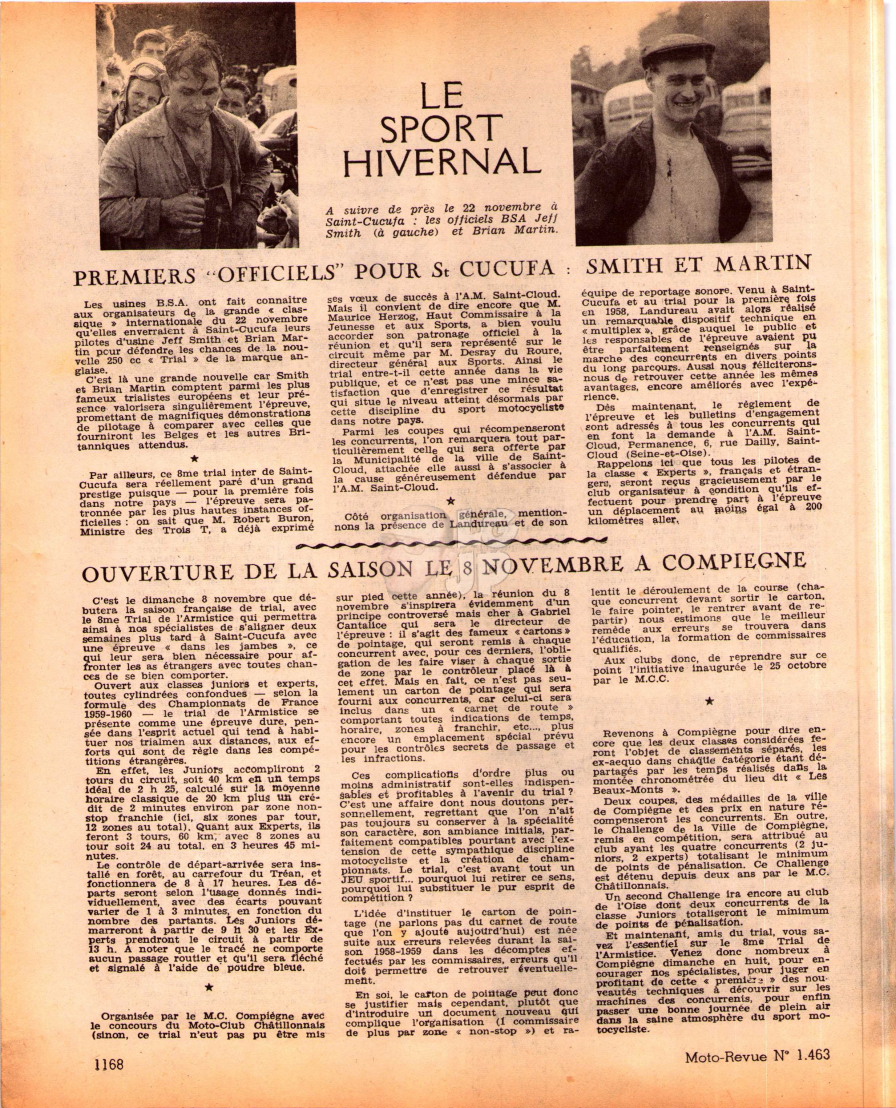 LE
SPORT
HIVERNAL
A suivre de près le 22 novembre à
Saint-Cucufa : les officiels BSA Jeff
Smith (à gauche) et Brian Martin.
PREMIERS "OFFICIELS" POUR St CUCUFA : SMITH ET MARTIN
Les usines B.S.A. ont fait connaître
aux organisateurs de la grande « clas-
sique » internationale du 22 novembre
qu'elles enverraient à Saint-Cucufa leurs
pilotes d'usine Jeff Smith et Brian Mar-
tin pour défendre les chances de la nou-
velle 250 cc « Trial » de la marque an-
glaise.
C'est là une grande nouvelle car Smith
et Brian Martin comptent parmi les plus
fameux trialistes européens et leur pré-
sence valorisera singulièrement l'épreuve,
promettant de magnifiques démonstrations
de pilotage à comparer avec celles que
fourniront les Belges et les autres Bri-
tanniques attendus.
★
Par ailleurs, ce 8me trial inter de Saint-
Cucufa sera réellement paré d'un grand
prestige puisque — pour la première fois
dans notre pays — l'épreuve sera pa-
tronnée par les plus hautes instances of-
ficielles : on sait que M. Robert Buron,
Ministre des Trois T, a déjà exprimé
ses vœux de succès à l'A.M. Saint-Cloud.
Mais il convient de dire encore que M.
Maurice Herzog, Haut Commissaire à la
Jeunesse et aux Sports, a bien voulu
accorder son patronage officiel à la
réunion et qu'il sera représenté sur le
circuit même par M. Desray du Roure,
directeur général aux Sports. Ainsi le
trial entre-t-il cette année dans la vie
publique, et ce n'est pas une mince sa-
tisfaction que d'enregistrer ce résultat
qui situe le niveau atteint désormais par
cette discipline du sport motocycliste
dans notre pays.
Parmi les coupes qui récompenseront
les concurrents, l'on remarquera tout par-
ticulièrement celle qui sera offerte par
la Municipalité de la ville de Saint-
Cloud, attachée elle aussi à s'associer à
la cause généreusement défendue par
l'A.M. Saint-Cloud.
★
Côté organisation générale, mention-
nons la présence de Landureau et de son
équipe de reportage sonore. Venu à Saint-
Cucufa et au trial pour la première fois
en 1958, Landureau avait alors réalisé
un remarquable dispositif technique en
« multiplex », grâce auquel le public et
les responsables de l'épreuve avaient pu
être parfaitement renseignés sur la
marche des concurrents en divers points
du long parcours. Aussi nous féliciterons-
nous de retrouver cette année les mêmes
avantages, encore améliorés avec l'expé-
rience.
Dès maintenant, le règlement de
l'épreuve et les bulletins d'engagement
sont adressés à tous les concurrents qui
en font la demande à l'A.M. Saint-
Cloud, Permanence, 6, rue Dailly, Saint-
Cloud (Seine-et-Oise).
Rappelons ici que tous les pilotes de
la classe « Experts », français et étran-
gers, seront reçus gracieusement par le
club organisateur à condition qu'ils ef-
fectuent pour prendre part à l'épreuve
un déplacement au moins égal à 200
kilomètres aller.
OUVERTURE DE LA SAISON LE 8 NOVEMBRE A COMPIEGNE
C'est le dimanche 8 novembre que dé-
butera la saison française de trial, avec
le 8me Trial de l'Armistice qui permettra
ainsi à nos spécialistes de s'aligner deux
semaines plus tard à Saint-Cucufa avec
une épreuve « dans les jambes », ce
qui leur sera bien nécessaire pour af-
fronter les as étrangers avec toutes chan-
ces de se bien comporter.
Ouvert aux classes juniors et experts,
toutes cylindrées confondues — selon la
formule des Championnats de France
1959-1960 — le trial de l'Armistice se
présente comme une épreuve dure, pen-
sée dans l'esprit actuel qui tend à habi-
tuer nos trialmen aux distances, aux ef-
forts qui sont de règle dans les compé-
titions étrangères.
En effet, les Juniors accompliront 2
tours du circuit, soit 40 km en un temps
idéal de 2 h 25, calculé sur la moyenne
horaire classique de 20 km plus un cré-
dit de 2 minutes environ par zone non-
stop franchie (ici, six zones par tour,
12 zones au total). Quant aux Experts, ils
feront 3 tours, 60 km, avec 8 zones au
tour soit 24 au total, en 3 heures 45 mi-
nutes.
Le contrôle de départ-arrivée sera ins-
tallé en forêt, au carrefour du Tréan, et
fonctionnera de 8 à 17 heures. Les dé-
parts seront selon l'usage donnés indi-
viduellement, avec des écarts pouvant
varier de 1 à 3 minutes, en fonction du
nombre des partants. Les Juniors dé-
marreront à partir de 9 h 30 et les Ex-
perts prendront le circuit à partir de
13 h. A noter que le tracé ne comporte
aucun passage routier et qu'il sera fléché
et signalé à l'aide de poudre bleue.
★
Organisée par le M.C. Compiégne avec
le concours du Moto-Club Châtillonnais
(sinon, ce trial n'eut pas pu être mis
sur pied cette année), la réunion du 8
novembre s'inspirera évidemment d'un
principe controversé mais cher à Gabriel
Cantalice qui sera le directeur de
l'épreuve : il s'agit des fameux « cartons »
de pointage, qui seront remis à chaque
concurrent avec, pour ces derniers, l'obli-
gation de les faire viser à chaque sortie
de zone par le contrôleur placé là à
cet effet. Mais en fait, ce n'est pas seu-
lement un carton de pointage qui sera
fourni aux concurrents, car celui-ci sera
inclus dans un « carnet de route »
comportant toutes indications de temps,
horaire, zones à franchir, etc..., plus
encore un emplacement spécial prévu
pour les contrôles secrets de passage et
les infractions.
Ces complications d'ordre plus ou
moins administratif sont-elles indispen-
sables et profitables à l'avenir du trial ?
C'est une affaire dont nous doutons per-
sonnellement, regrettant que l'on n'ait
pas toujours su conserver à la spécialité
son caractère, son ambiance initials, par-
faitement compatibles pourtant avec l'ex-
tension de cette sympathique discipline
motocycliste et la création de cham-
pionnats. Le trial, c'est avant tout un
JEU sportif... pourquoi lui retirer ce sens,
pourquoi lui substituer le pur esprit de
compétition ?
L'idée d'instituer le carton de poin-
tage (ne parlons pas du carnet de route
que l'on y ajoute aujourd'hui) est née
suite aux erreurs relevées durant la sai-
son 1958-1959 dans les décomptes ef-
fectués par les commissaires, erreurs qu'il
doit permettre de retrouver éventuelle-
ment.
En soi, le carton de pointage peut donc
se justifier mais cependant, plutôt que
d'introduire un document nouveau qui
complique l'organisation (1 commissaire
de plus par zone « non-stop ») et ra-
lentit le déroulement de la course (cha-
que concurrent devant sortir le carton,
le faire pointer, le rentrer avant de re-
partir) nous estimons que le meilleur
remède aux erreurs se trouvera dans
l'éducation, la formation de commissaires
qualifiés.
Aux clubs donc, de reprendre sur ce
point l'initiative inaugurée le 25 octobre
par le M.C.C.
★
Revenons à Compiègne pour dire en-
core que les deux classes considérées fe-
ront l'objet de classements séparés, les
ex-aequo dans chaque catégorie étant dé-
partagés par les temps réalisés dans la
montée chronométrée du lieu dit « Les
Beaux-Monts ».
Deux coupes, des médailles de la ville
de Compiègne et des prix en nature ré-
compenseront les concurrents. En outre,
le Challenge de la Ville de Compiègne,
remis en compétition, sera attribué au
club ayant les quatre concurrents (2 ju-
niors, 2 experts) totalisant le minimum
de points de pénalisation. Ce Challenge
est détenu depuis deux ans par le M.C.
Châtillonnais.
Un second Challenge ira encore au club
de l'Oise dont deux concurrents de la
classe Juniors totaliseront le minimum
de points de pénalisation.
Et maintenant, amis du trial, vous sa-
vez l'essentiel sur le 8me Trial de
l'Armistice. Venez donc nombreux à
Compiègne dimanche en huit, pour en-
courager nos spécialistes, pour juger en
profitant de cette « première » des nou-
veautés techniques à découvrir sur les
machines des concurrents, pour enfin
passer une bonne journée de plein air
dans la saine atmosphère du sport mo-
tocycliste.
1168
Moto-Revue N° 1.463